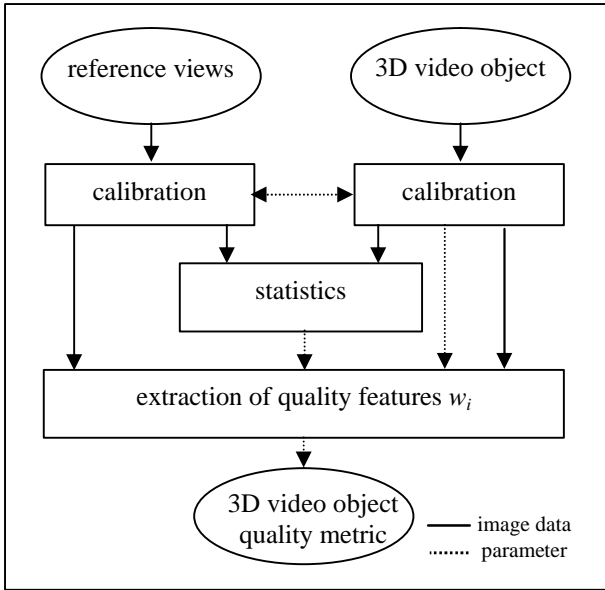 reference views
3D video object
calibration
calibration
statistics
extraction of quality features wi
3D video object
quality metric
image data
parameter